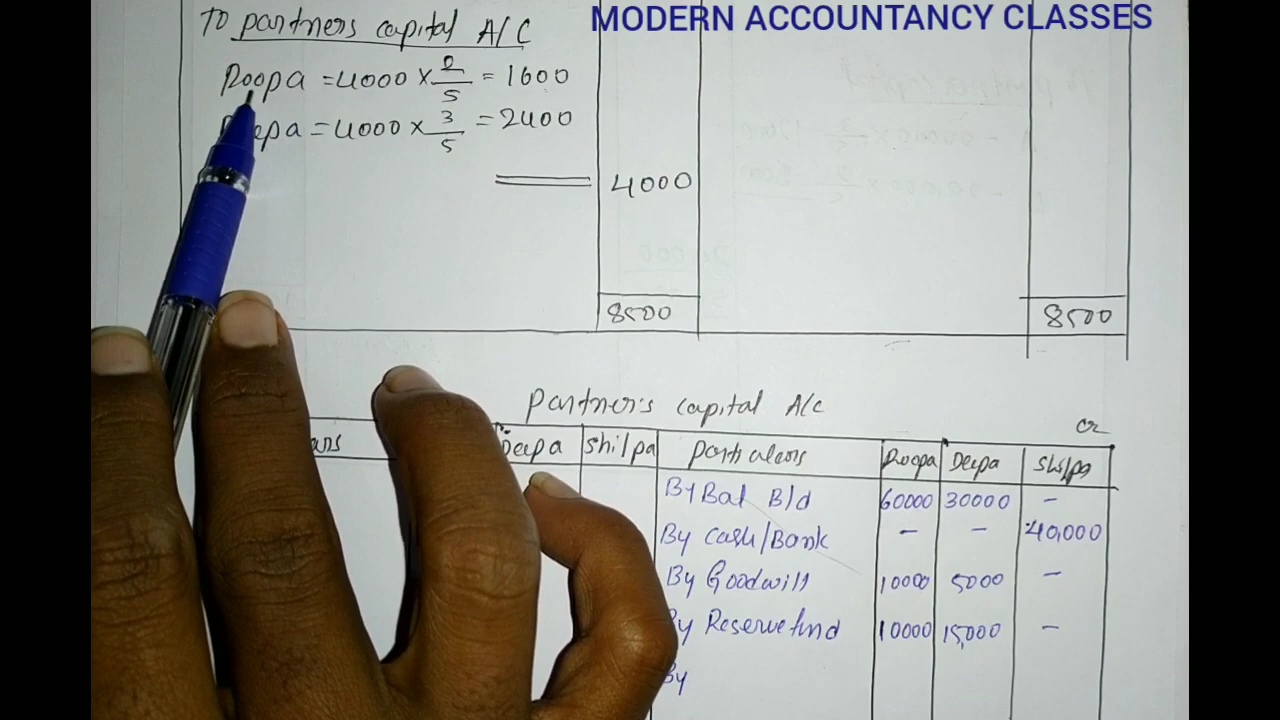 MODERN ACCOUNTANCY CLASSES
To partners capital A/C
Roopa = 4000 × 2/5 = 1600
Deepa = 4000 × 3/5 = 2400
4000
8500 8500
Partner's capital A/C
cr
Deepa Shilpa Particulars Roopa Deepa Shilpa
By Bal B/d 60000 30000 -
By Cash/Bank - - 40,000
By Goodwill 10000 5000 -
By Reserve fund 10000 15,000 -
By